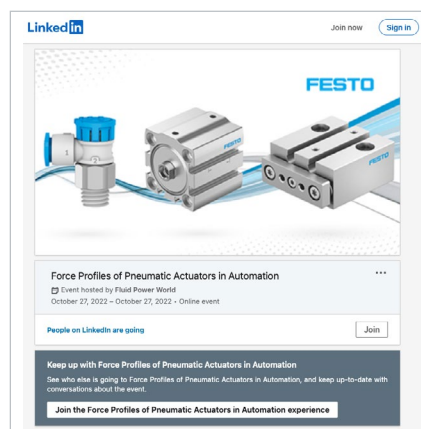 Linked in
Join now
Sign in
FESTO
FESTO
FESTO
Force Profiles of Pneumatic Actuators in Automation
Event hosted by Fluid Power World
October 27, 2022 – October 27, 2022 • Online event
People on LinkedIn are going
Join
Keep up with Force Profiles of Pneumatic Actuators in Automation
See who else is going to Force Profiles of Pneumatic Actuators in Automation, and keep up-to-date with
conversations about the event.
Join the Force Profiles of Pneumatic Actuators in Automation experience